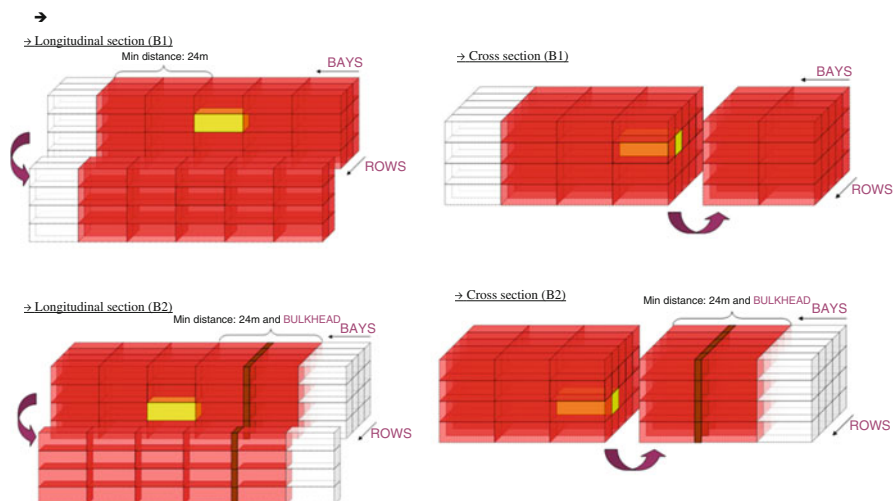 ➔
→ Longitudinal section (B1)
Min distance: 24m
BAYS
ROWS
→ Cross section (B1)
BAYS
ROWS
→ Longitudinal section (B2)
Min distance: 24m and BULKHEAD
BAYS
ROWS
→ Cross section (B2)
Min distance: 24m and BULKHEAD
BAYS
ROWS